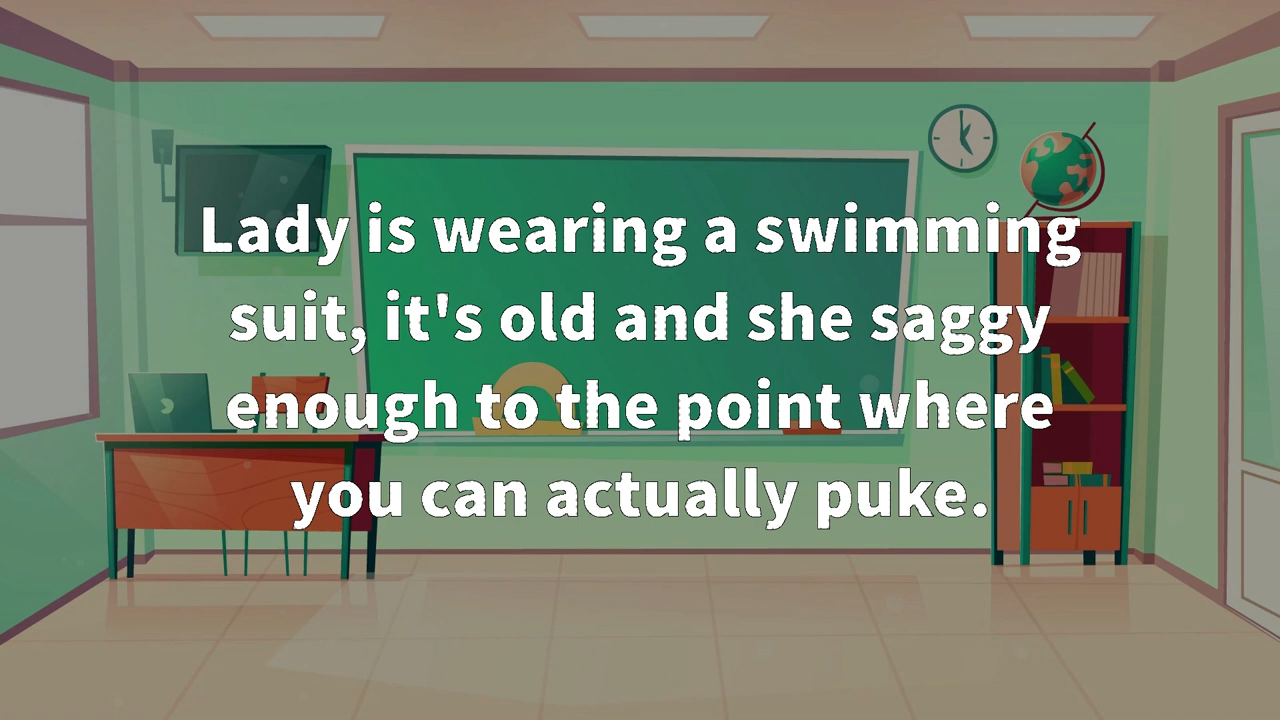 Lady is wearing a swimming
suit, it's old and she saggy
enough to the point where
you can actually puke.